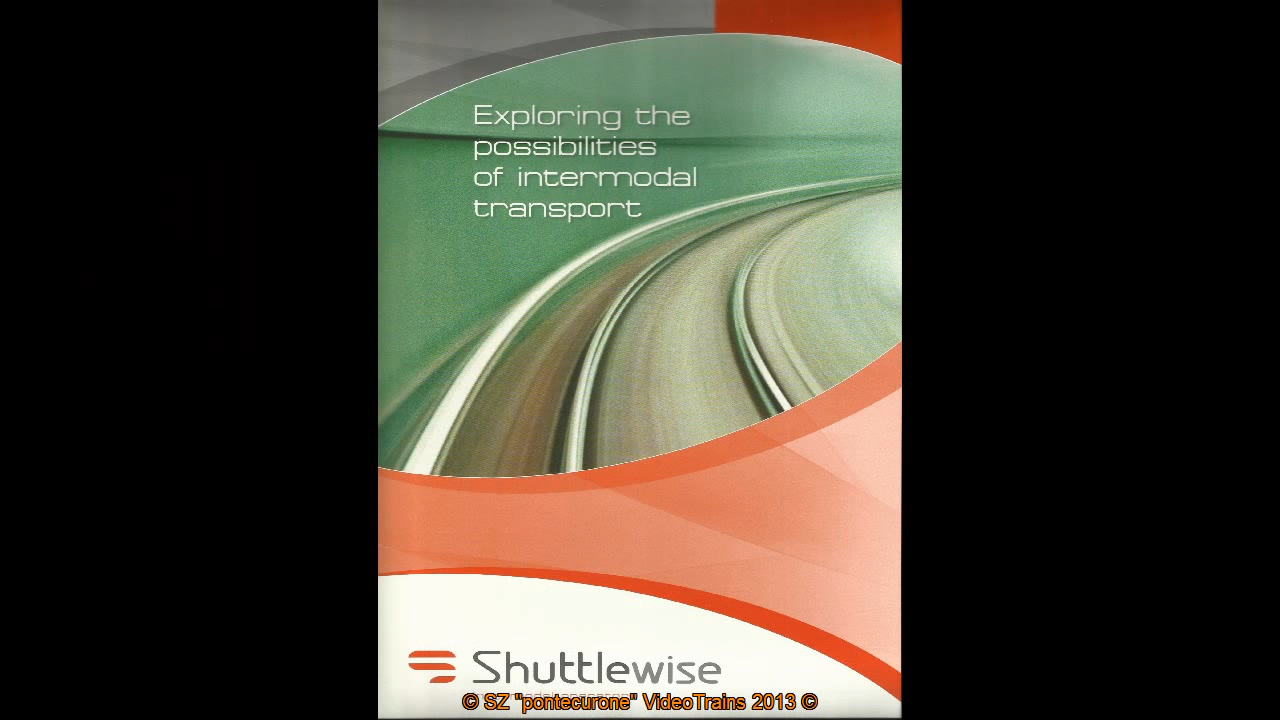 Exploring the
possibilities
of intermodal
transport
Shuttlewise
© SZ "pontecurone" VideoTrains 2013 ©